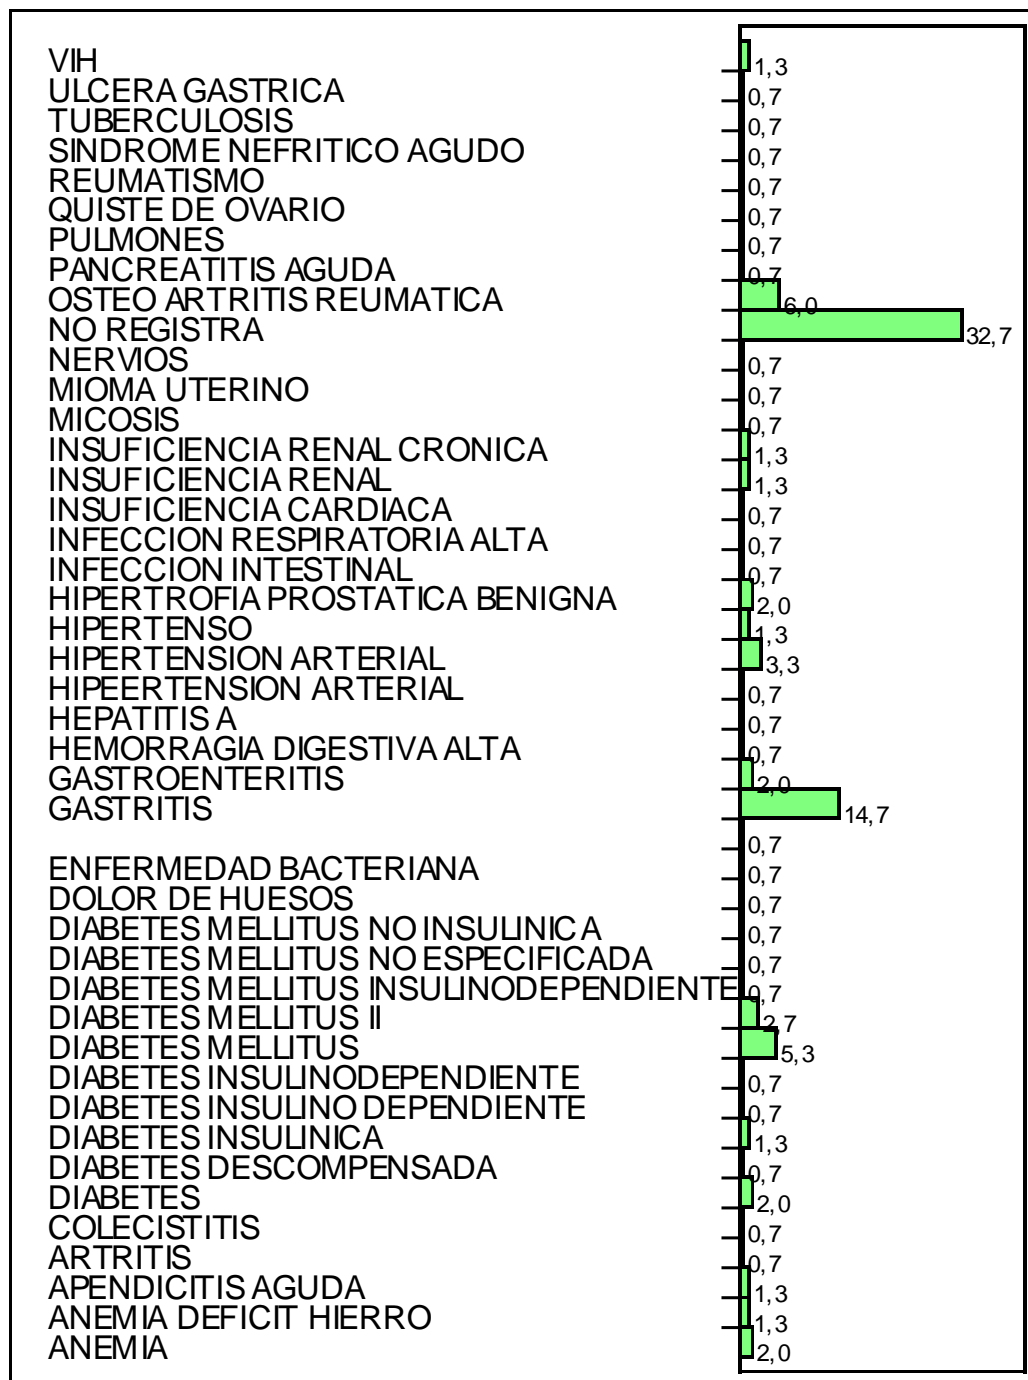 VIH 1,3
ULCERA GASTRICA 0,7
TUBERCULOSIS 0,7
SINDROME NEFRITICO AGUDO 0,7
REUMATISMO 0,7
QUISTE DE OVARIO 0,7
PULMONES 0,7
PANCREATITIS AGUDA 0,7
OSTEO ARTRITIS REUMATICA 6,0
NO REGISTRA 32,7
NERVIOS 0,7
MIOMA UTERINO 0,7
MICOSIS 0,7
INSUFICIENCIA RENAL CRONICA 1,3
INSUFICIENCIA RENAL 1,3
INSUFICIENCIA CARDIACA 0,7
INFECCION RESPIRATORIA ALTA 0,7
INFECCION INTESTINAL 0,7
HIPERTROFIA PROSTATICA BENIGNA 2,0
HIPERTENSO 1,3
HIPERTENSION ARTERIAL 3,3
HIPEERTENSION ARTERIAL 0,7
HEPATITIS A 0,7
HEMORRAGIA DIGESTIVA ALTA 0,7
GASTROENTERITIS 2,0
GASTRITIS 14,7
0,7
ENFERMEDAD BACTERIANA 0,7
DOLOR DE HUESOS 0,7
DIABETES MELLITUS NO INSULINICA 0,7
DIABETES MELLITUS NO ESPECIFICADA 0,7
DIABETES MELLITUS INSULINODEPENDIENTE 0,7
DIABETES MELLITUS II 2,7
DIABETES MELLITUS 5,3
DIABETES INSULINODEPENDIENTE 0,7
DIABETES INSULINO DEPENDIENTE 0,7
DIABETES INSULINICA 1,3
DIABETES DESCOMPENSADA 0,7
DIABETES 2,0
COLECISTITIS 0,7
ARTRITIS 0,7
APENDICITIS AGUDA 1,3
ANEMIA DEFICIT HIERRO 1,3
ANEMIA 2,0